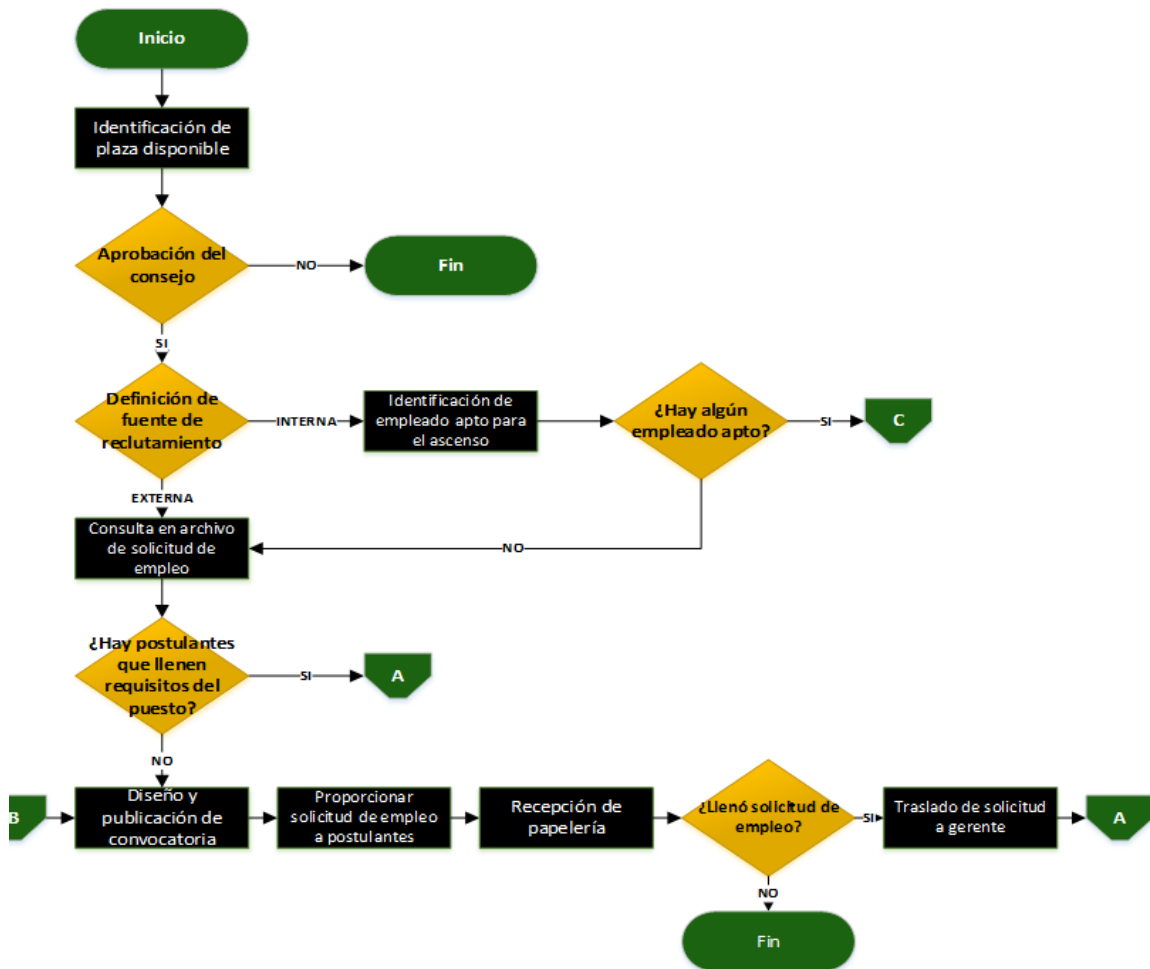 Inicio
Identificación de
plaza disponible
Aprobación del
consejo
NO
Fin
SI
Definición de
fuente de
reclutamiento
INTERNA
Identificación de
empleado apto para
el ascenso
¿Hay algún
empleado apto?
SI
C
EXTERNA
Consulta en archivo
de solicitud de
empleo
NO
¿Hay postulantes
que llenen
requisitos del
puesto?
SI
A
NO
B
Diseño y
publicación de
convocatoria
Proporcionar
solicitud de empleo
a postulantes
Recepción de
papelería
¿Llenó solicitud de
empleo?
SI
Traslado de solicitud
a gerente
A
NO
Fin